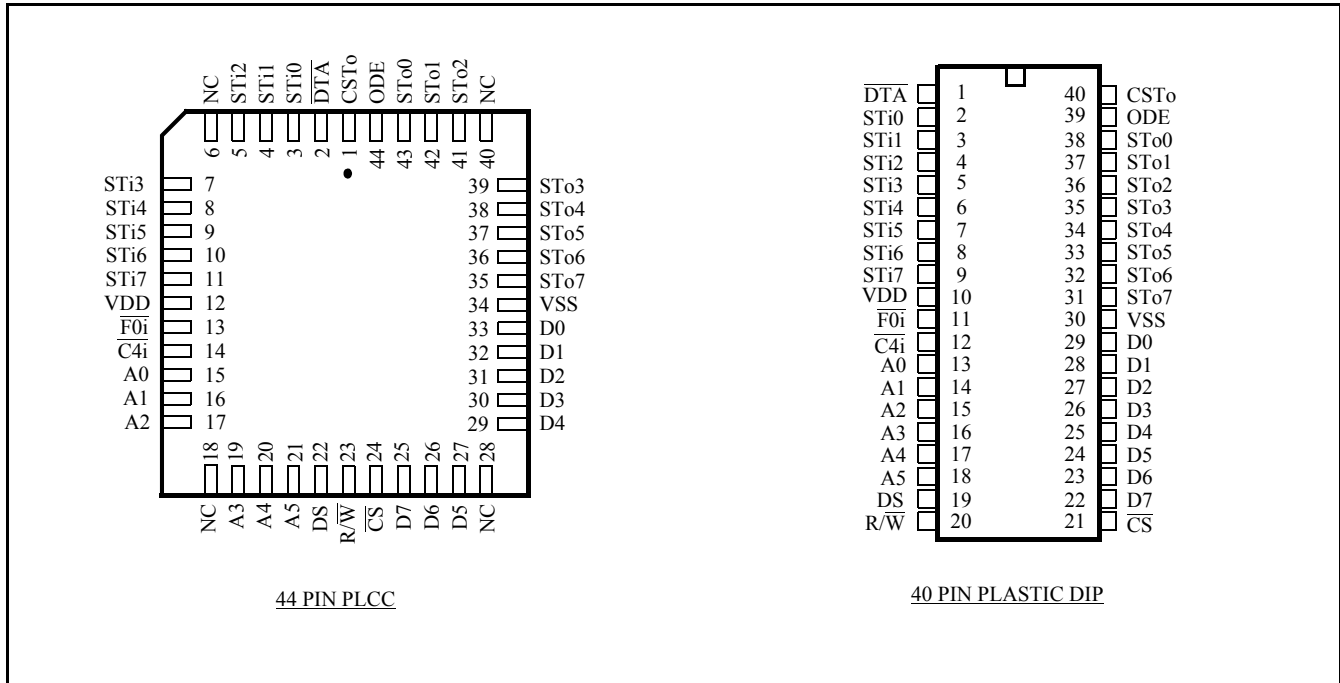 NC STi2 STi1 STi0 D̅T̅A̅ CSTo ODE STo0 STo1 STo2 NC
6 5 4 3 2 1 44 43 42 41 40
STi3 7 39 STo3
STi4 8 38 STo4
STi5 9 37 STo5
STi6 10 36 STo6
STi7 11 35 STo7
VDD 12 34 VSS
F̅0̅i̅ 13 33 D0
C̅4̅i̅ 14 32 D1
A0 15 31 D2
A1 16 30 D3
A2 17 29 D4
18 19 20 21 22 23 24 25 26 27 28
NC A3 A4 A5 DS R/W̅ C̅S̅ D7 D6 D5 NC
44 PIN PLCC
D̅T̅A̅ 1 40 CSTo
STi0 2 39 ODE
STi1 3 38 STo0
STi2 4 37 STo1
STi3 5 36 STo2
STi4 6 35 STo3
STi5 7 34 STo4
STi6 8 33 STo5
STi7 9 32 STo6
VDD 10 31 STo7
F̅0̅i̅ 11 30 VSS
C̅4̅i̅ 12 29 D0
A0 13 28 D1
A1 14 27 D2
A2 15 26 D3
A3 16 25 D4
A4 17 24 D5
A5 18 23 D6
DS 19 22 D7
R/W̅ 20 21 C̅S̅
40 PIN PLASTIC DIP